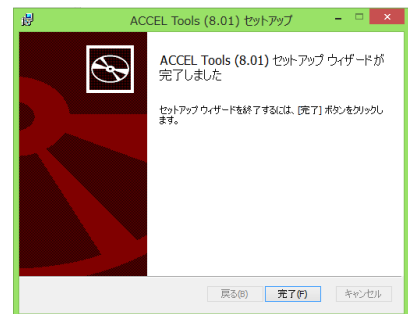 ACCEL Tools (8.01) セットアップ
ACCEL Tools (8.01) セットアップ ウィザードが
完了しました
セットアップ ウィザードを終了するには、[完了] ボタンをクリックし
ます。
戻る(B) 完了(F) キャンセル